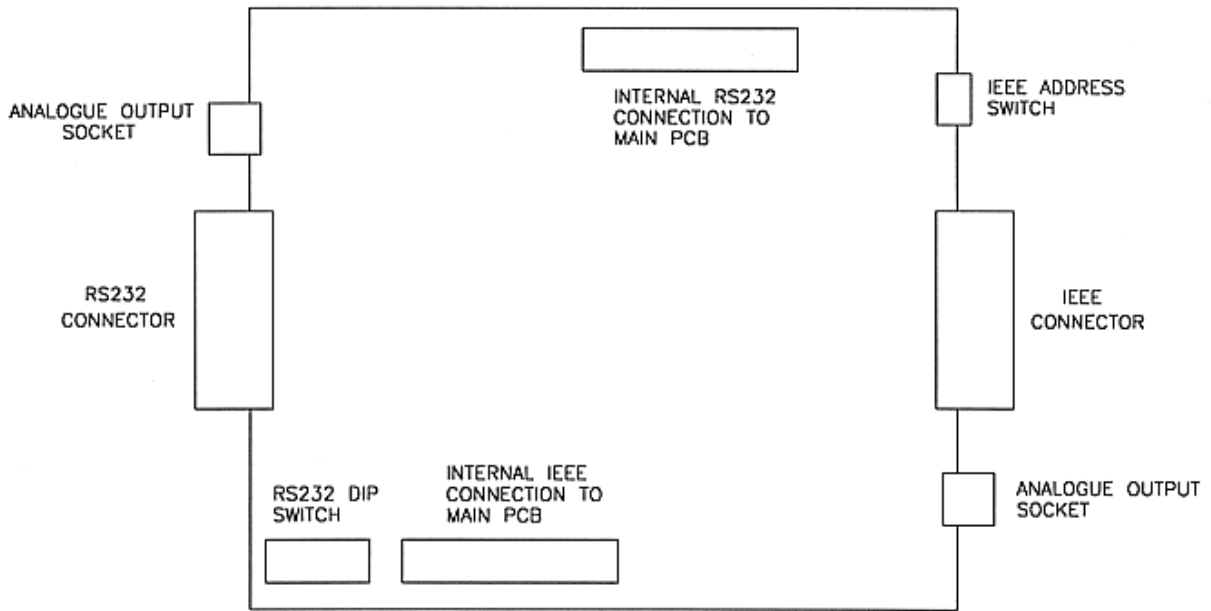 ANALOGUE OUTPUT
SOCKET
INTERNAL RS232
CONNECTION TO
MAIN PCB
IEEE ADDRESS
SWITCH
RS232
CONNECTOR
IEEE
CONNECTOR
RS232 DIP
SWITCH
INTERNAL IEEE
CONNECTION TO
MAIN PCB
ANALOGUE OUTPUT
SOCKET